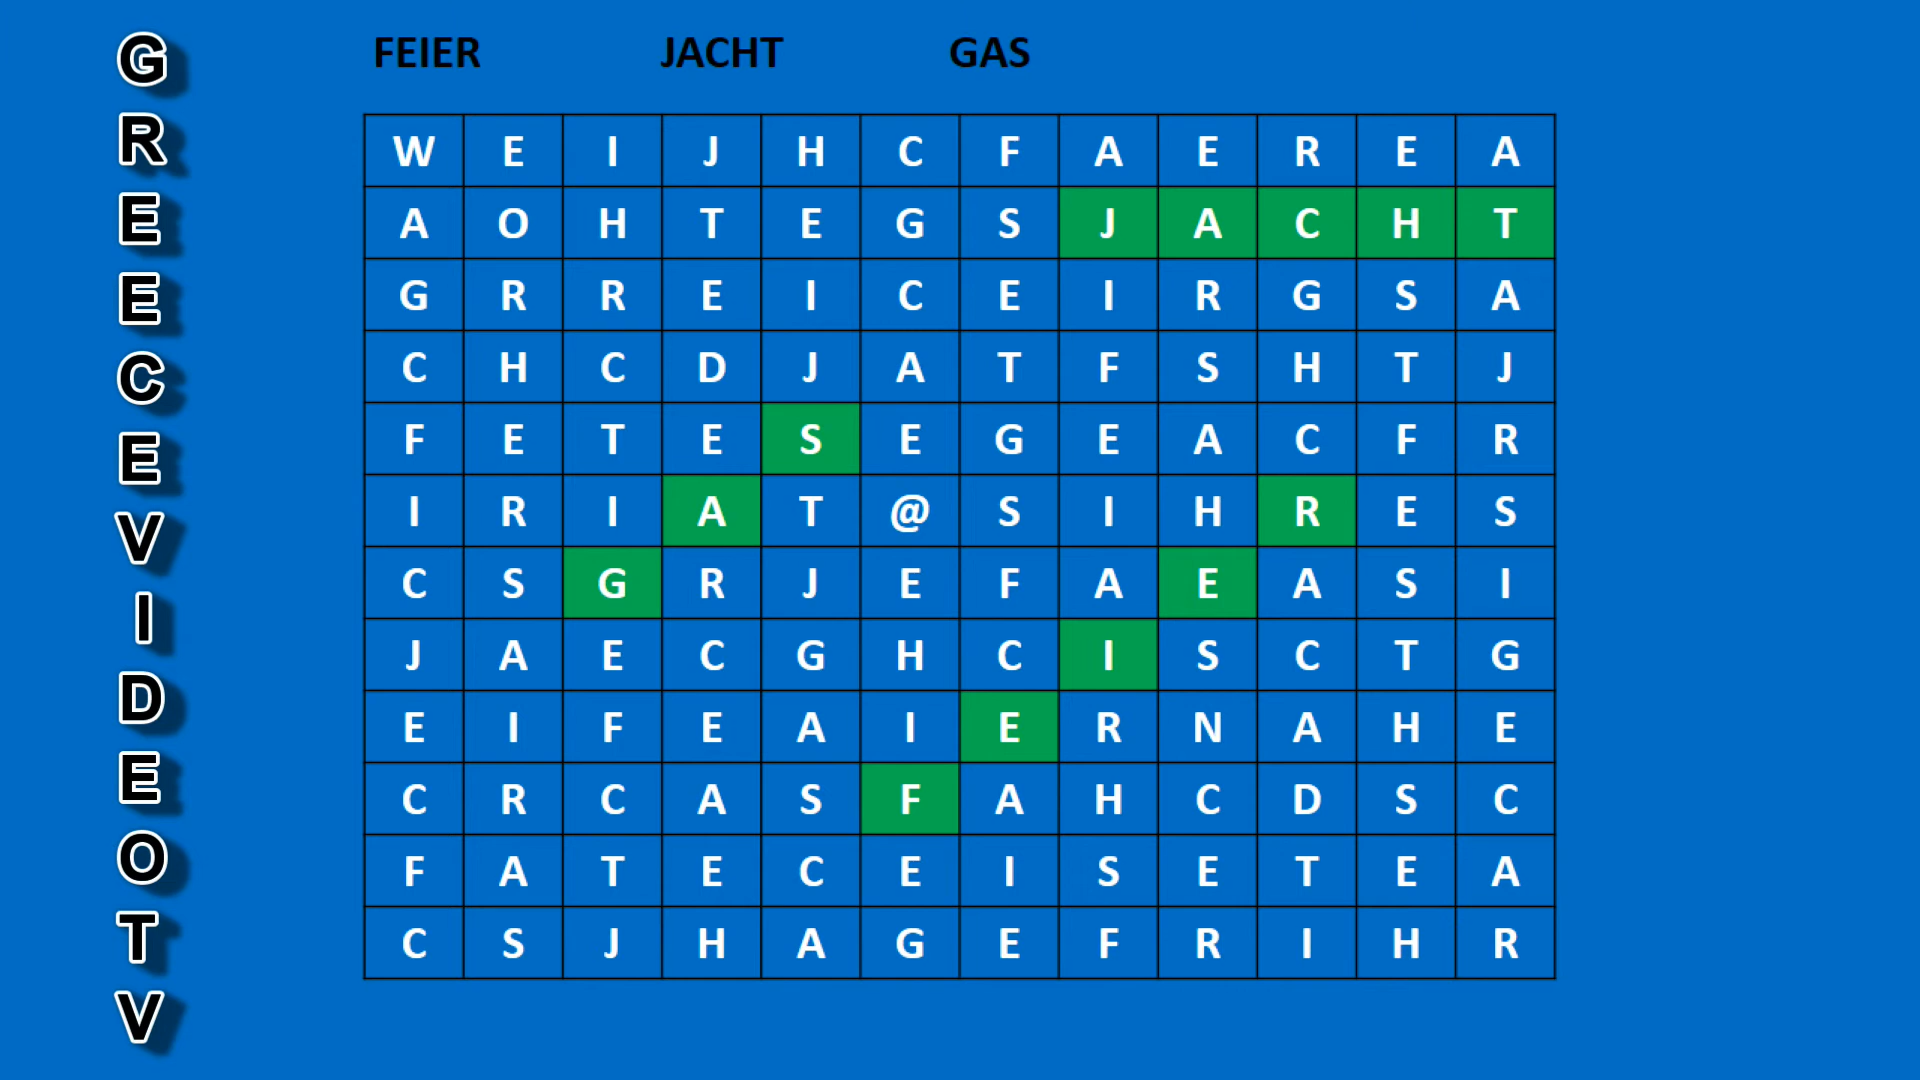 GREECEVIDEOTV
FEIER JACHT GAS
W E I J H C F A E R E A
A O H T E G S J A C H T
G R R E I C E I R G S A
C H C D J A T F S H T J
F E T E S E G E A C F R
I R I A T @ S I H R E S
C S G R J E F A E A S I
J A E C G H C I S C T G
E I F E A I E R N A H E
C R C A S F A H C D S C
F A T E C E I S E T E A
C S J H A G E F R I H R